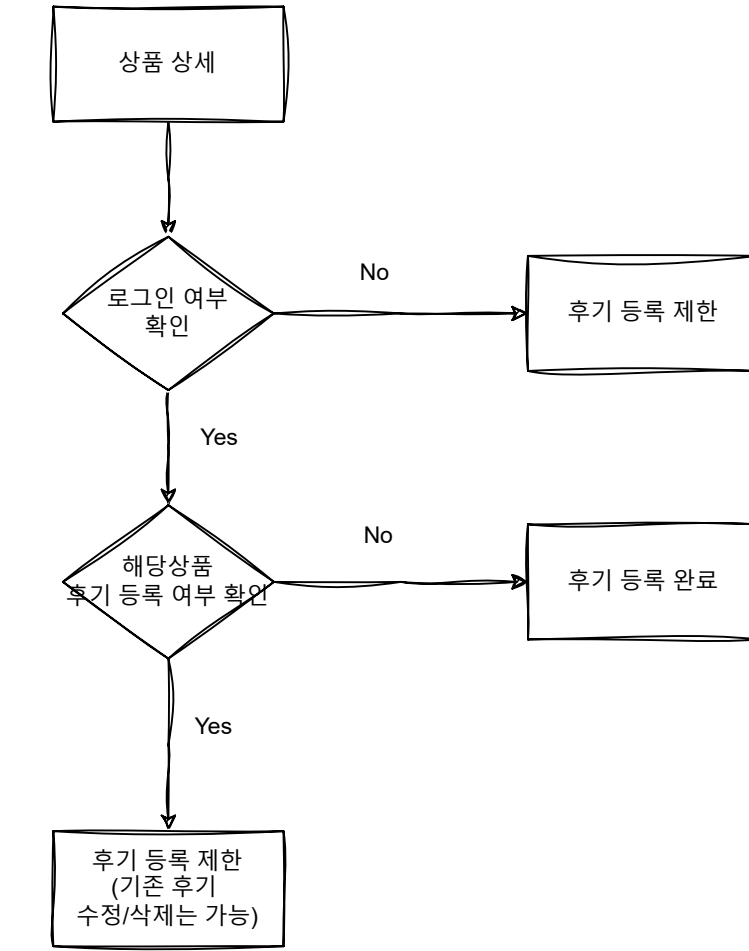 상품 상세
로그인 여부
확인
No
후기 등록 제한
Yes
해당상품
후기 등록 여부 확인
No
후기 등록 완료
Yes
후기 등록 제한
(기존 후기
수정/삭제는 가능)